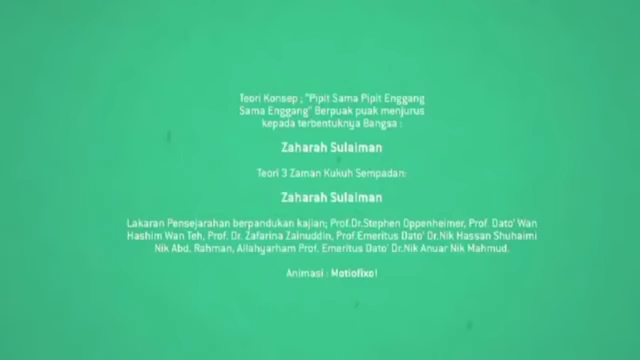 Teori Konsep ; "Pipit Sama Pipit Enggang
Sama Enggang" Berpuak puak menjurus
kepada terbentuknya Bangsa :
Zaharah Sulaiman
Teori 3 Zaman Kukuh Sempadan:
Zaharah Sulaiman
Lakaran Pensejarahan berpandukan kajian; Prof.Dr.Stephen Oppenheimer, Prof. Dato' Wan
Hashim Wan Teh, Prof. Dr. Zafarina Zainuddin, Prof.Emeritus Dato' Dr.Nik Hassan Shuhaimi
Nik Abd. Rahman, Allahyarham Prof. Emeritus Dato' Dr.Nik Anuar Nik Mahmud.
Animasi : Motiofixo!